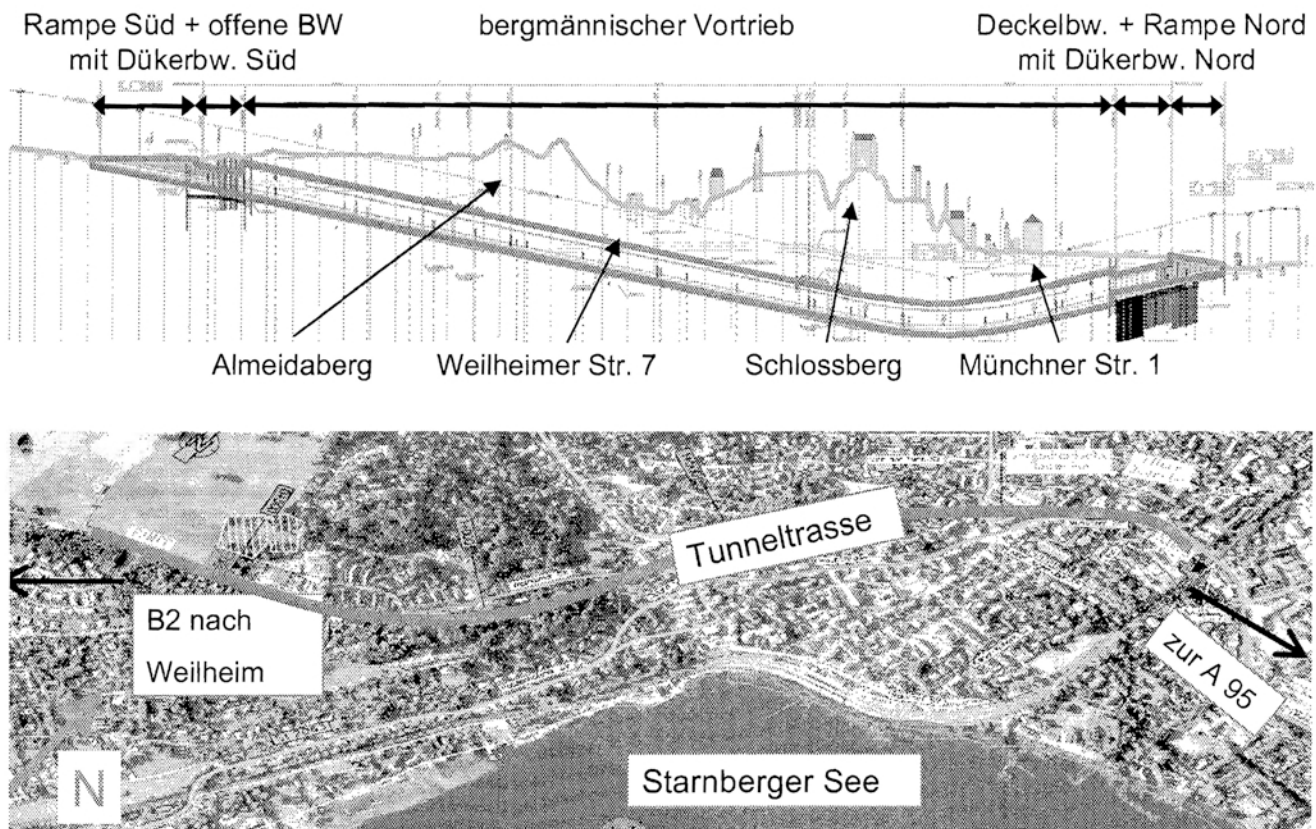 Rampe Süd + offene BW
mit Dükerbw. Süd
bergmännischer Vortrieb
Deckelbw. + Rampe Nord
mit Dükerbw. Nord
Almeidaberg
Weilheimer Str. 7
Schlossberg
Münchner Str. 1
Tunneltrasse
B2 nach
Weilheim
zur A 95
N
Starnberger See